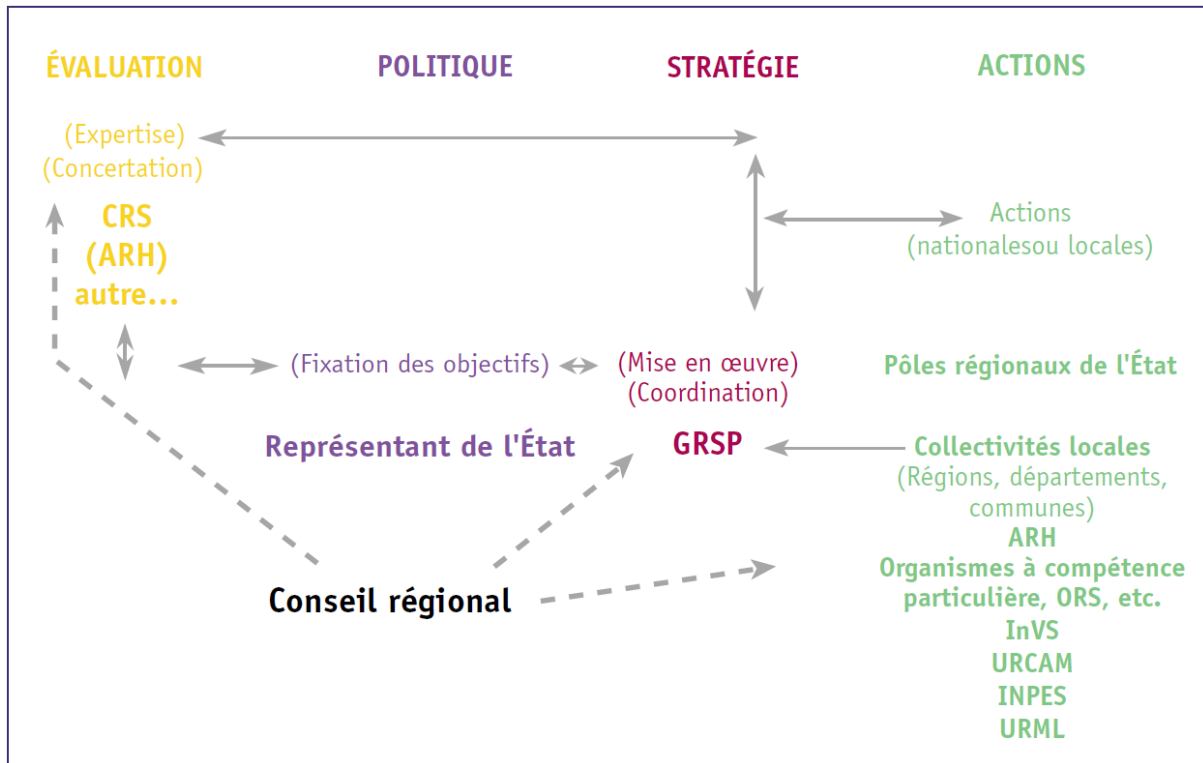 ÉVALUATION
POLITIQUE
STRATÉGIE
ACTIONS
(Expertise)
(Concertation)
CRS
(ARH)
autre...
Actions
(nationalesou locales)
(Fixation des objectifs)
(Mise en œuvre)
(Coordination)
Pôles régionaux de l'État
Représentant de l'État
GRSP
Collectivités locales
(Régions, départements,
communes)
ARH
Organismes à compétence
particulière, ORS, etc.
InVS
URCAM
INPES
URML
Conseil régional